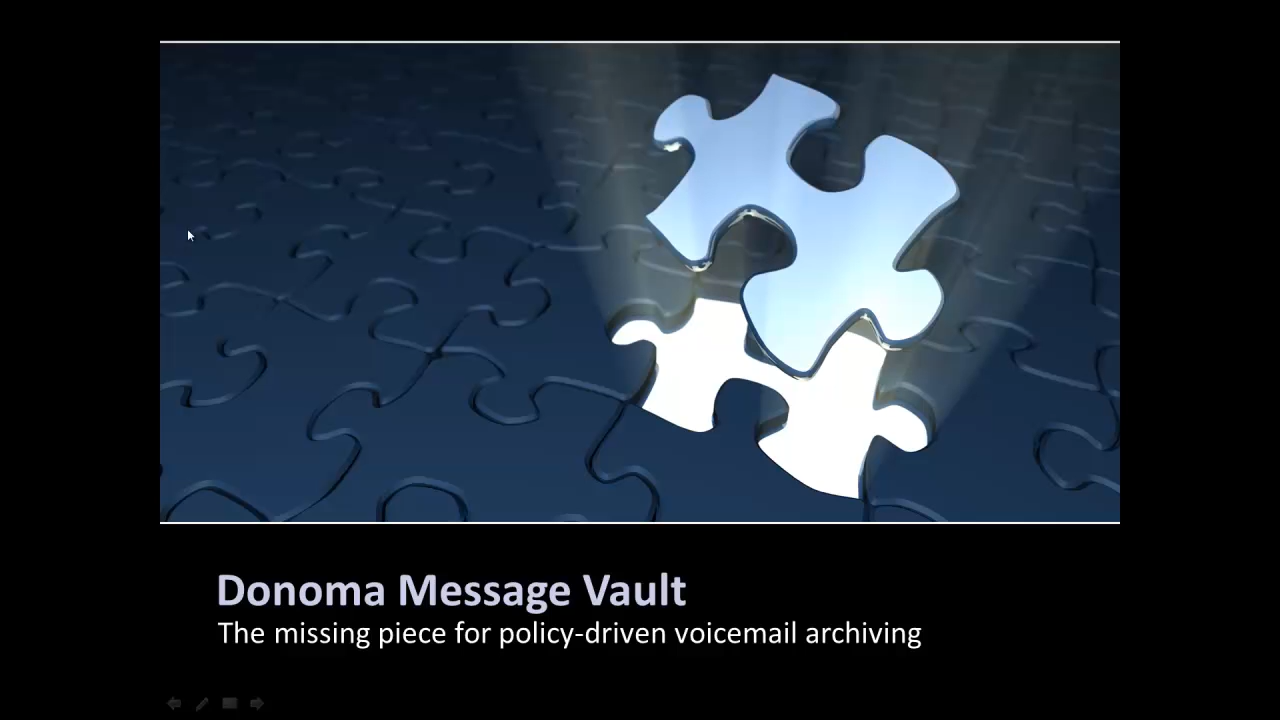 Donoma Message Vault
The missing piece for policy-driven voicemail archiving